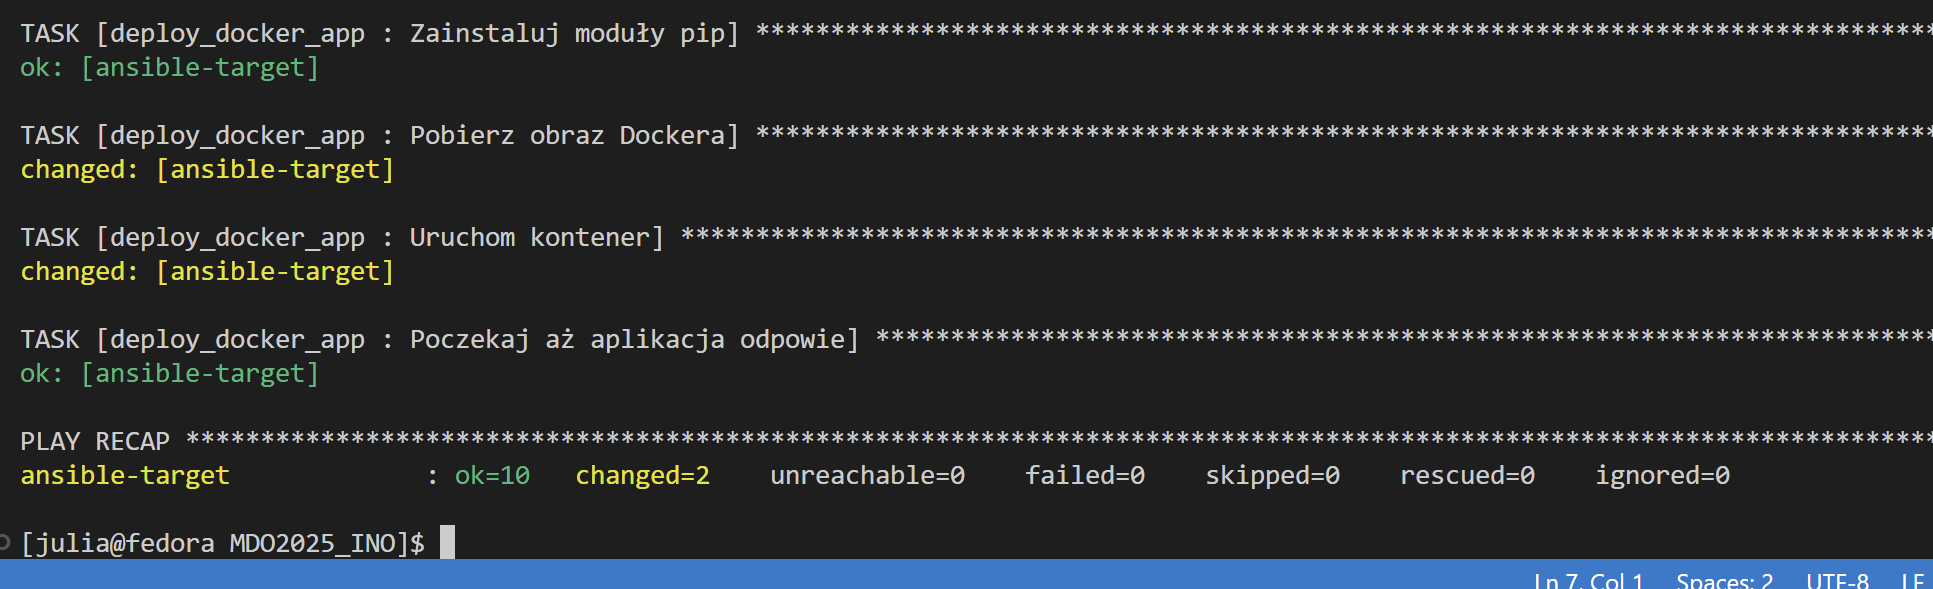 TASK [deploy_docker_app : Zainstaluj moduły pip] *******************************************************************************
ok: [ansible-target]
TASK [deploy_docker_app : Pobierz obraz Dockera] *******************************************************************************
changed: [ansible-target]
TASK [deploy_docker_app : Uruchom kontener] ************************************************************************************
changed: [ansible-target]
TASK [deploy_docker_app : Poczekaj aż aplikacja odpowie] ***********************************************************************
ok: [ansible-target]
PLAY RECAP *********************************************************************************************************************
ansible-target             : ok=10   changed=2    unreachable=0    failed=0    skipped=0    rescued=0    ignored=0
[julia@fedora MDO2025_INO]$
Ln 7, Col 1 Spaces: 2 UTF-8 LF